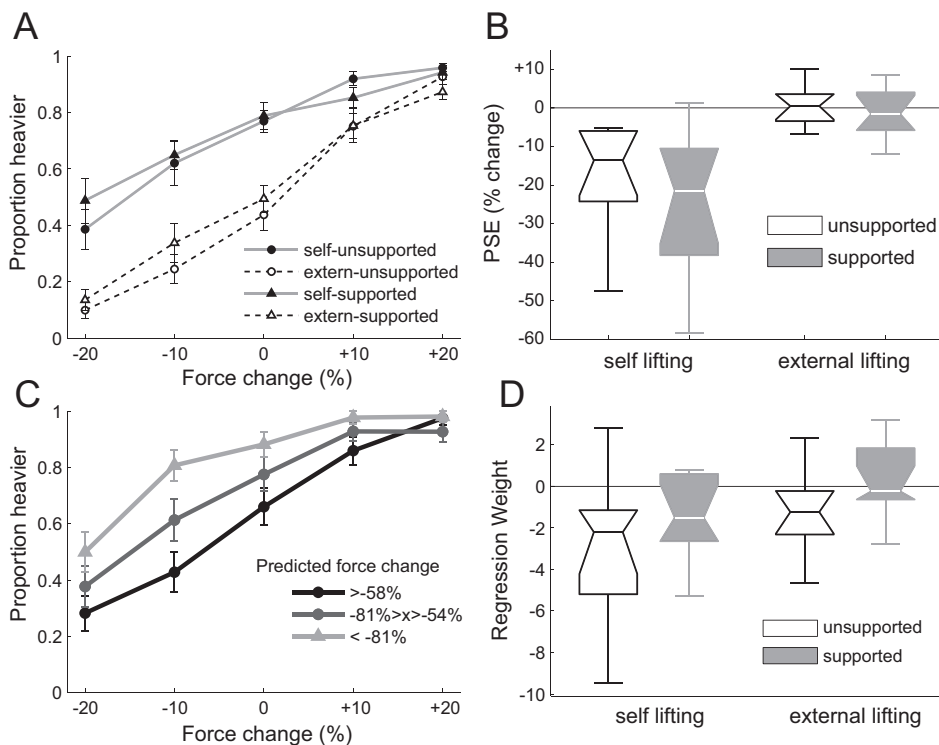 A
Proportion heavier
1
0.8
0.6
0.4
0.2
0
-20
-10
0
+10
+20
Force change (%)
self-unsupported
extern-unsupported
self-supported
extern-supported
B
PSE (% change)
+10
0
-10
-20
-30
-40
-50
-60
unsupported
supported
self lifting
external lifting
C
Proportion heavier
1
0.8
0.6
0.4
0.2
0
-20
-10
0
+10
+20
Force change (%)
Predicted force change
>-58%
-81%>x>-54%
< -81%
D
Regression Weight
2
0
-2
-4
-6
-8
-10
unsupported
supported
self lifting
external lifting